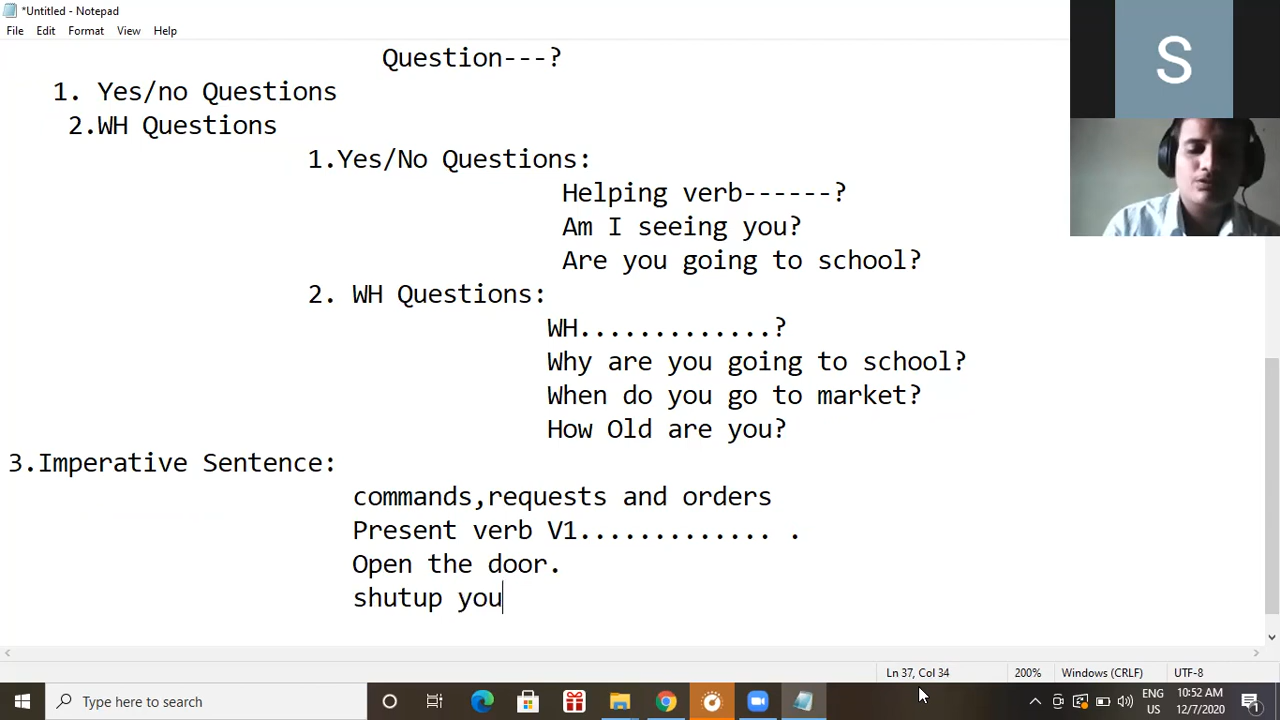 *Untitled - Notepad
File Edit Format View Help
Question---?
1. Yes/no Questions
2.WH Questions
1.Yes/No Questions:
Helping verb------?
Am I seeing you?
Are you going to school?
2. WH Questions:
WH.............?
Why are you going to school?
When do you go to market?
How Old are you?
3.Imperative Sentence:
commands,requests and orders
Present verb V1............. .
Open the door.
shutup you
S
Ln 37, Col 34 200% Windows (CRLF) UTF-8
Type here to search
ENG
US
10:52 AM
12/7/2020
1